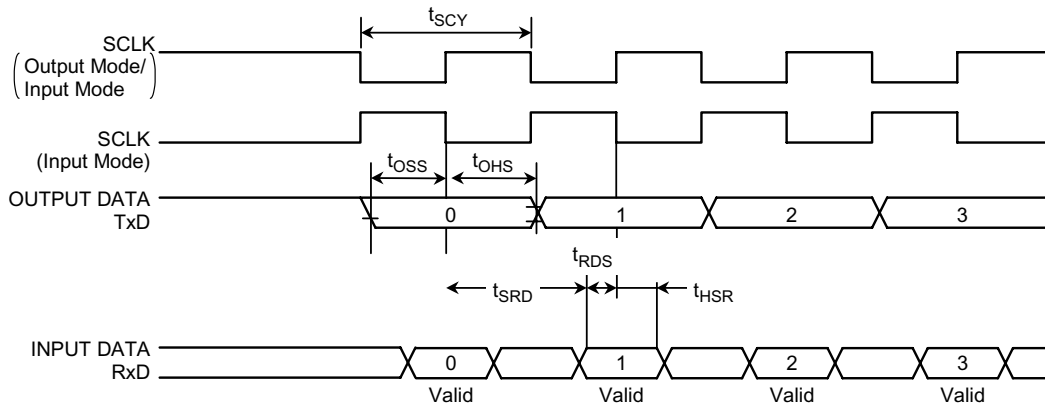 tSCY
SCLK
(Output Mode/
Input Mode)
SCLK
(Input Mode)
tOSS
tOHS
OUTPUT DATA
TxD
0
1
2
3
tRDS
tSRD
tHSR
INPUT DATA
RxD
0
1
2
3
Valid
Valid
Valid
Valid